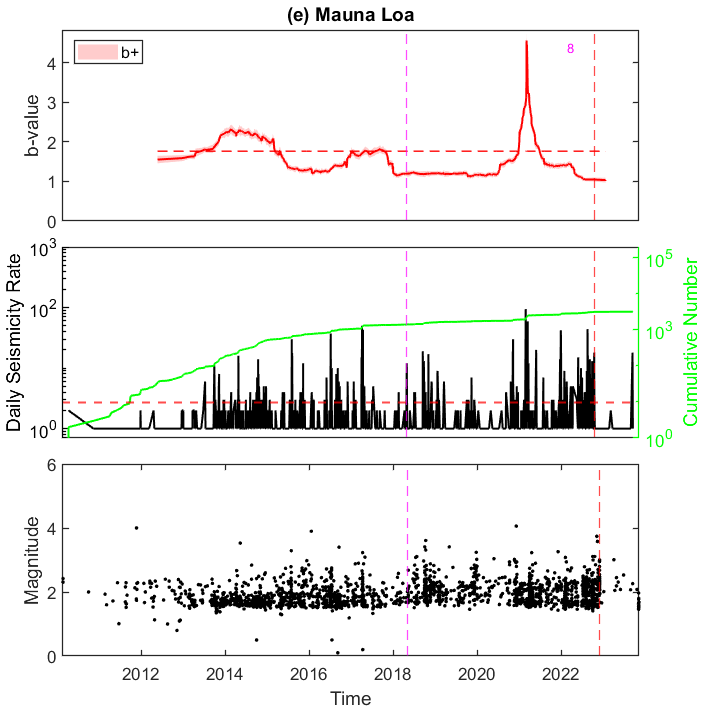 (e) Mauna Loa
b+
8
b-value
4
3
2
1
0
Daily Seismicity Rate
10^3
10^2
10^0
Cumulative Number
10^5
10^3
10^0
Magnitude
6
4
2
0
2012 2014 2016 2018 2020 2022
Time